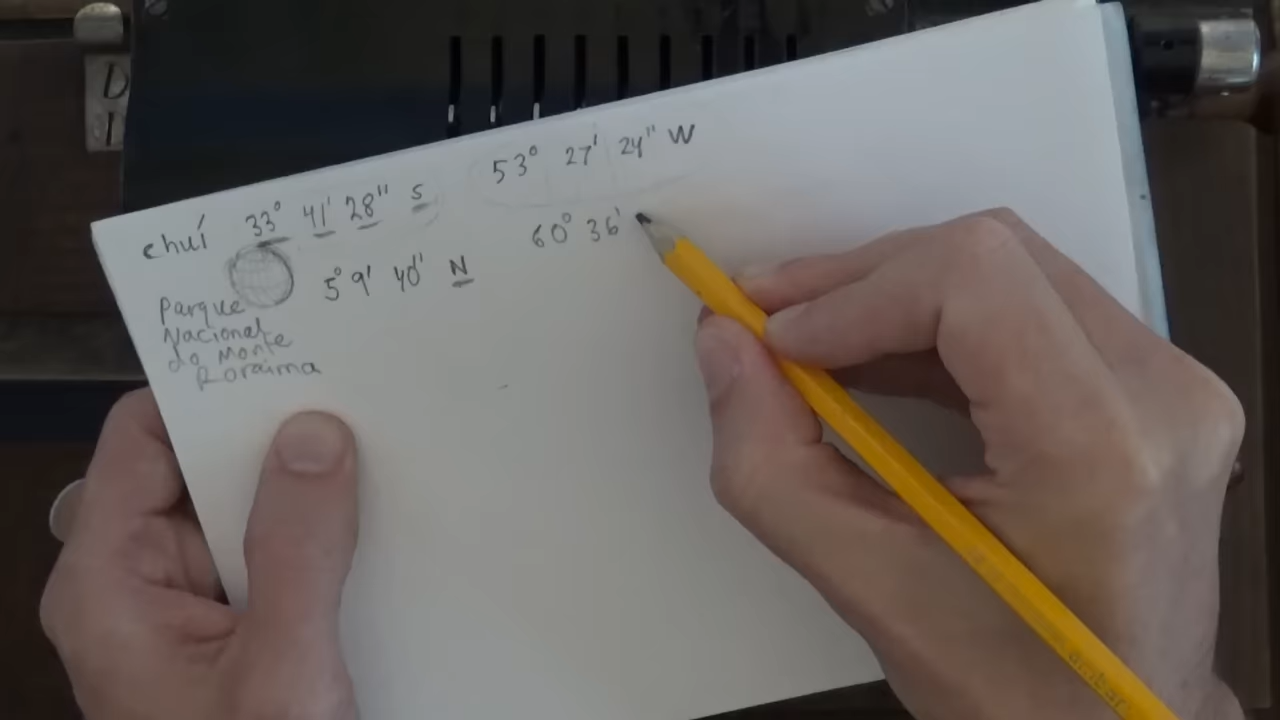 chuí 33° 41' 28" S 53° 27' 24" W
5° 9' 40" N 60° 36'
Parque
Nacional
do Monte
Roraima
D